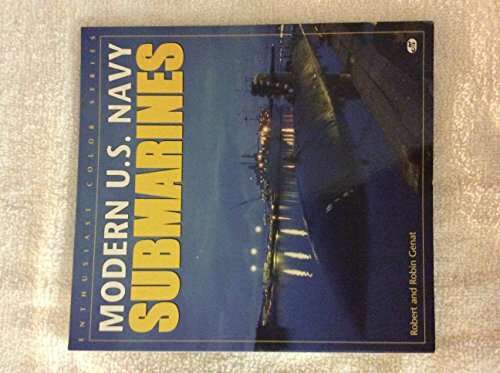 ENTHUSIAST COLOR SERIES
MODERN U.S. NAVY
SUBMARINES
Robert and Robin Genat